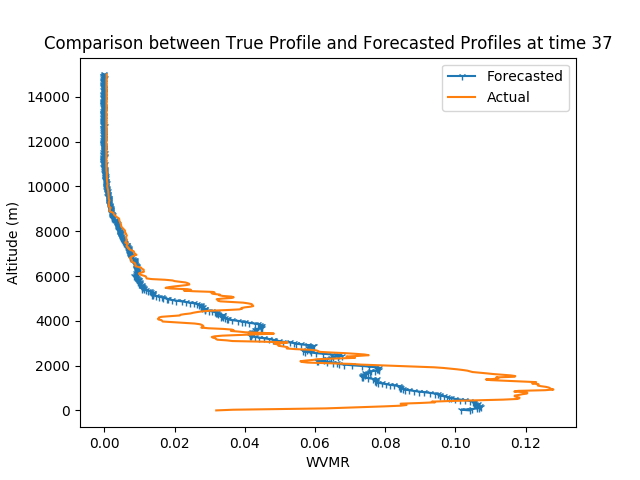 Comparison between True Profile and Forecasted Profiles at time 37
Forecasted
Actual
Altitude (m)
14000
12000
10000
8000
6000
4000
2000
0
0.00 0.02 0.04 0.06 0.08 0.10 0.12
WVMR